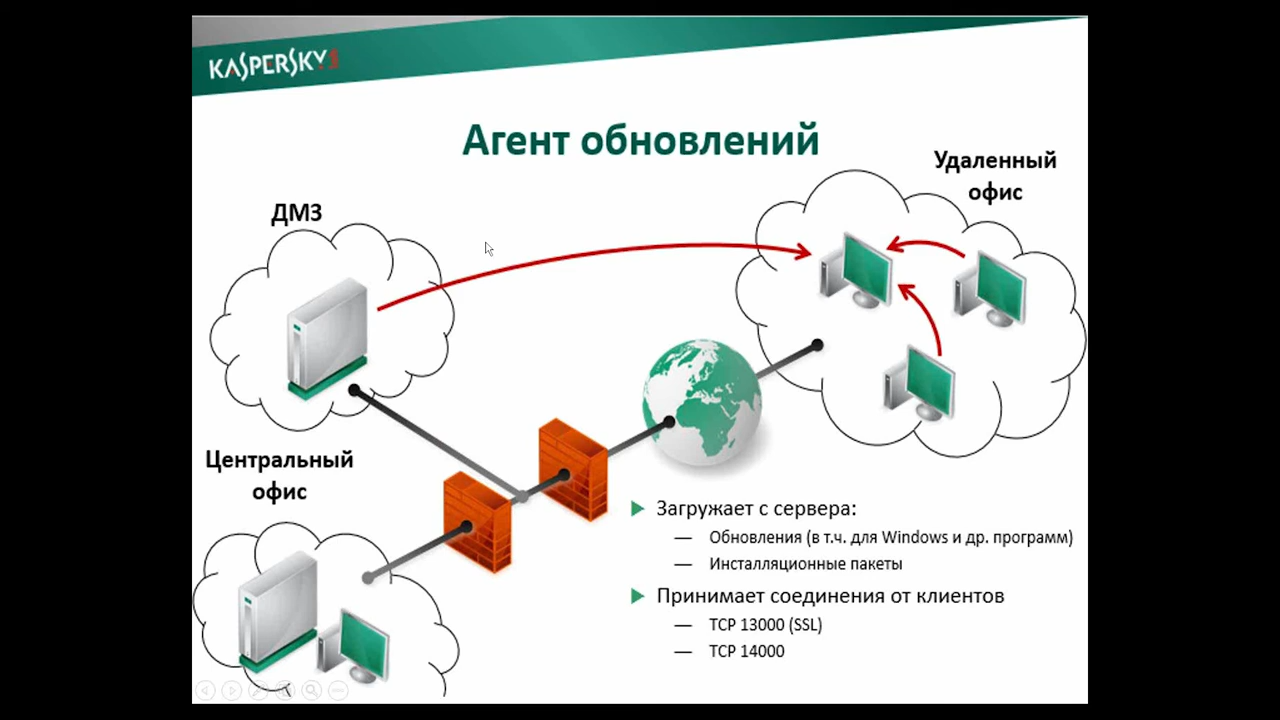 KASPERSKY
Агент обновлений
Удаленный
офис
ДМЗ
Центральный
офис
Загружает с сервера:
— Обновления (в т.ч. для Windows и др. программ)
— Инсталляционные пакеты
Принимает соединения от клиентов
— TCP 13000 (SSL)
— TCP 14000